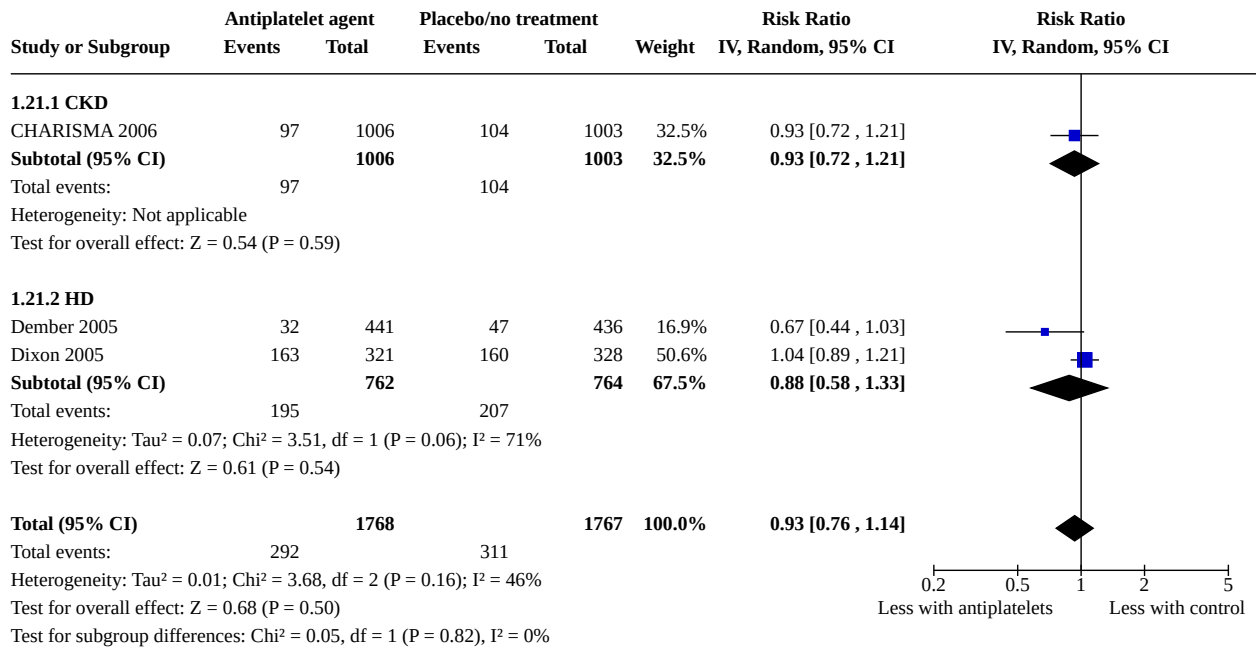 Antiplatelet agent Placebo/no treatment Risk Ratio Risk Ratio
Study or Subgroup Events Total Events Total Weight IV, Random, 95% CI IV, Random, 95% CI
1.21.1 CKD
CHARISMA 2006 97 1006 104 1003 32.5% 0.93 [0.72 , 1.21]
Subtotal (95% CI) 1006 1003 32.5% 0.93 [0.72 , 1.21]
Total events: 97 104
Heterogeneity: Not applicable
Test for overall effect: Z = 0.54 (P = 0.59)
1.21.2 HD
Dember 2005 32 441 47 436 16.9% 0.67 [0.44 , 1.03]
Dixon 2005 163 321 160 328 50.6% 1.04 [0.89 , 1.21]
Subtotal (95% CI) 762 764 67.5% 0.88 [0.58 , 1.33]
Total events: 195 207
Heterogeneity: Tau² = 0.07; Chi² = 3.51, df = 1 (P = 0.06); I² = 71%
Test for overall effect: Z = 0.61 (P = 0.54)
Total (95% CI) 1768 1767 100.0% 0.93 [0.76 , 1.14]
Total events: 292 311
Heterogeneity: Tau² = 0.01; Chi² = 3.68, df = 2 (P = 0.16); I² = 46%
0.2 0.5 1 2 5
Test for overall effect: Z = 0.68 (P = 0.50)
Less with antiplatelets Less with control
Test for subgroup differences: Chi² = 0.05, df = 1 (P = 0.82), I² = 0%